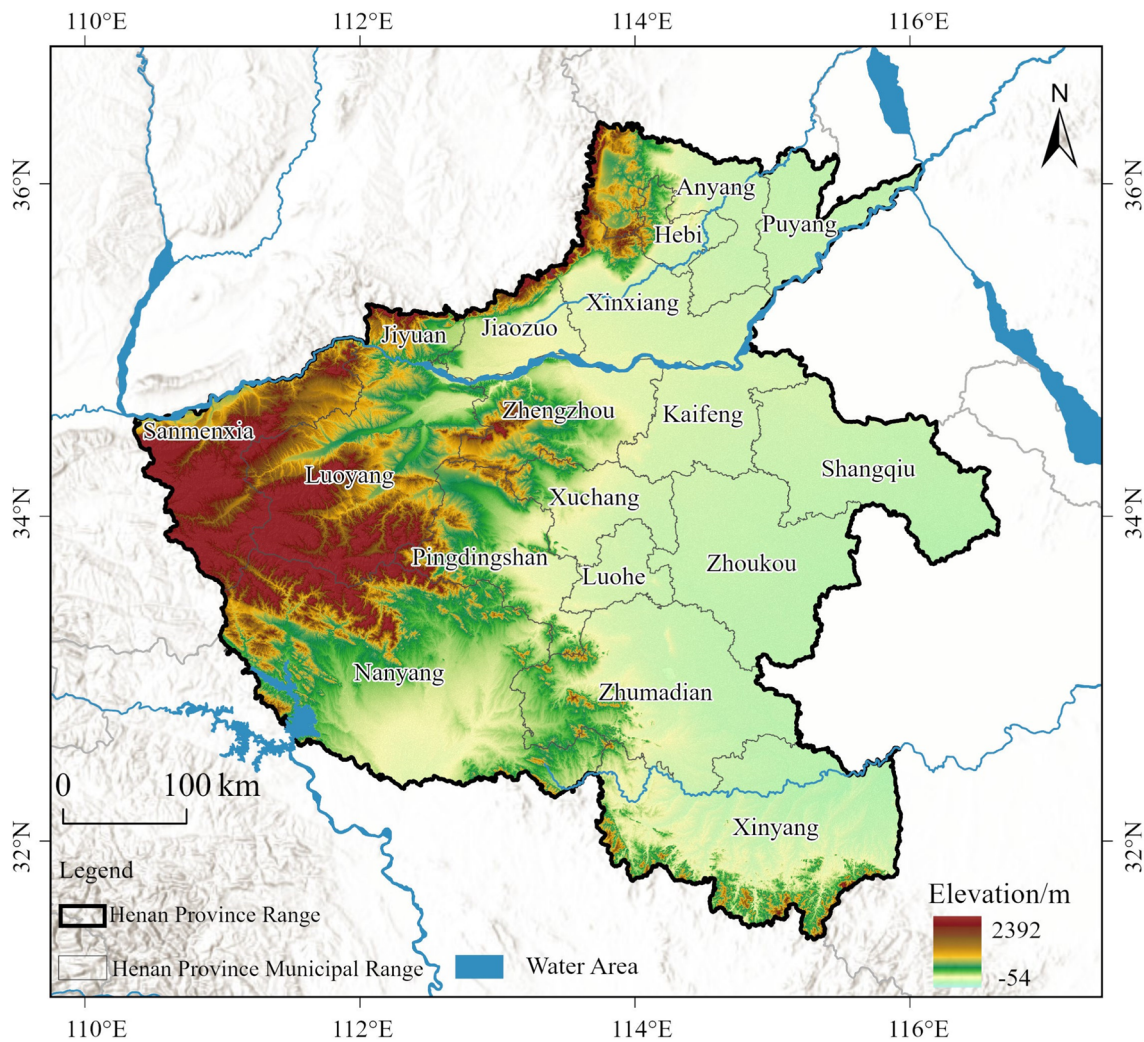 110°E
112°E
114°E
116°E
N
36°N
36°N
Anyang
Puyang
Hebi
Xinxiang
Jiyuan
Jiaozuo
Zhengzhou
Kaifeng
Sanmenxia
Luoyang
Shangqiu
Xuchang
34°N
34°N
Pingdingshan
Luohe
Zhoukou
Nanyang
Zhumadian
0
100 km
Xinyang
32°N
32°N
Legend
Henan Province Range
Henan Province Municipal Range
Water Area
Elevation/m
2392
-54
110°E
112°E
114°E
116°E